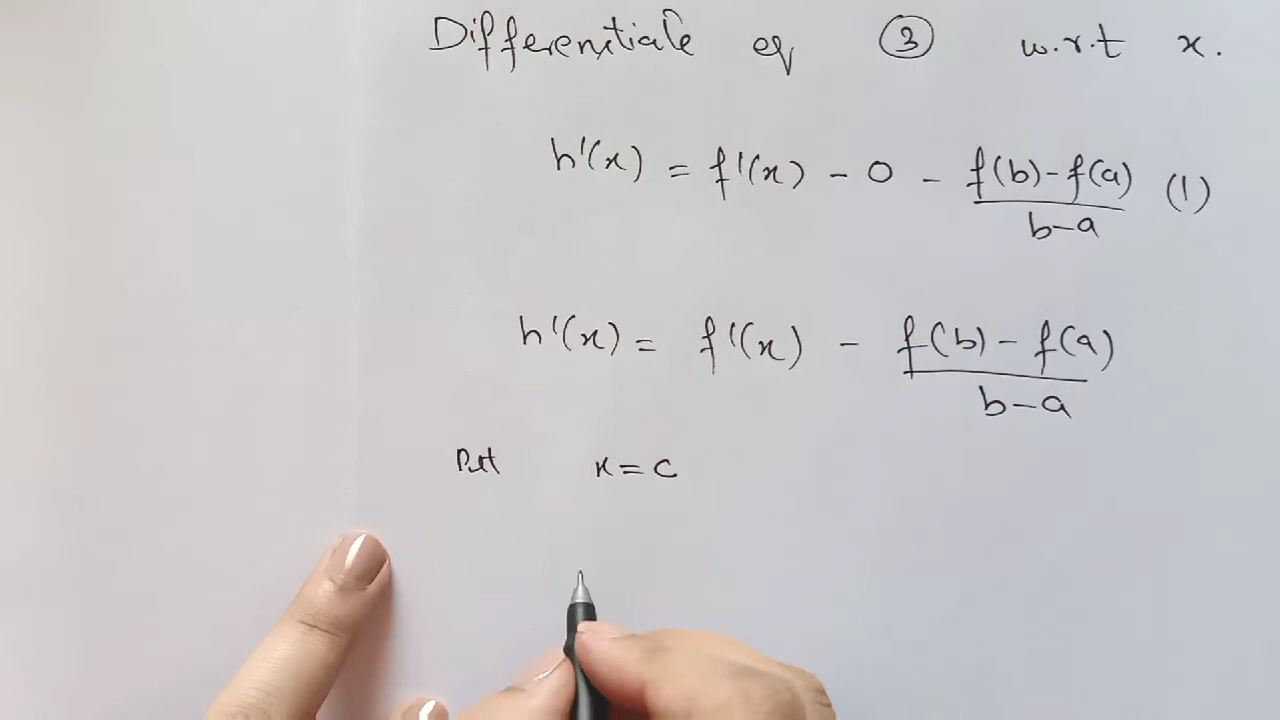 Differentiate eq ③ w.r.t x.
h'(x) = f'(x) - 0 - f(b)-f(a)/b-a (1)
h'(x) = f'(x) - f(b)-f(a)/b-a
Put x=c